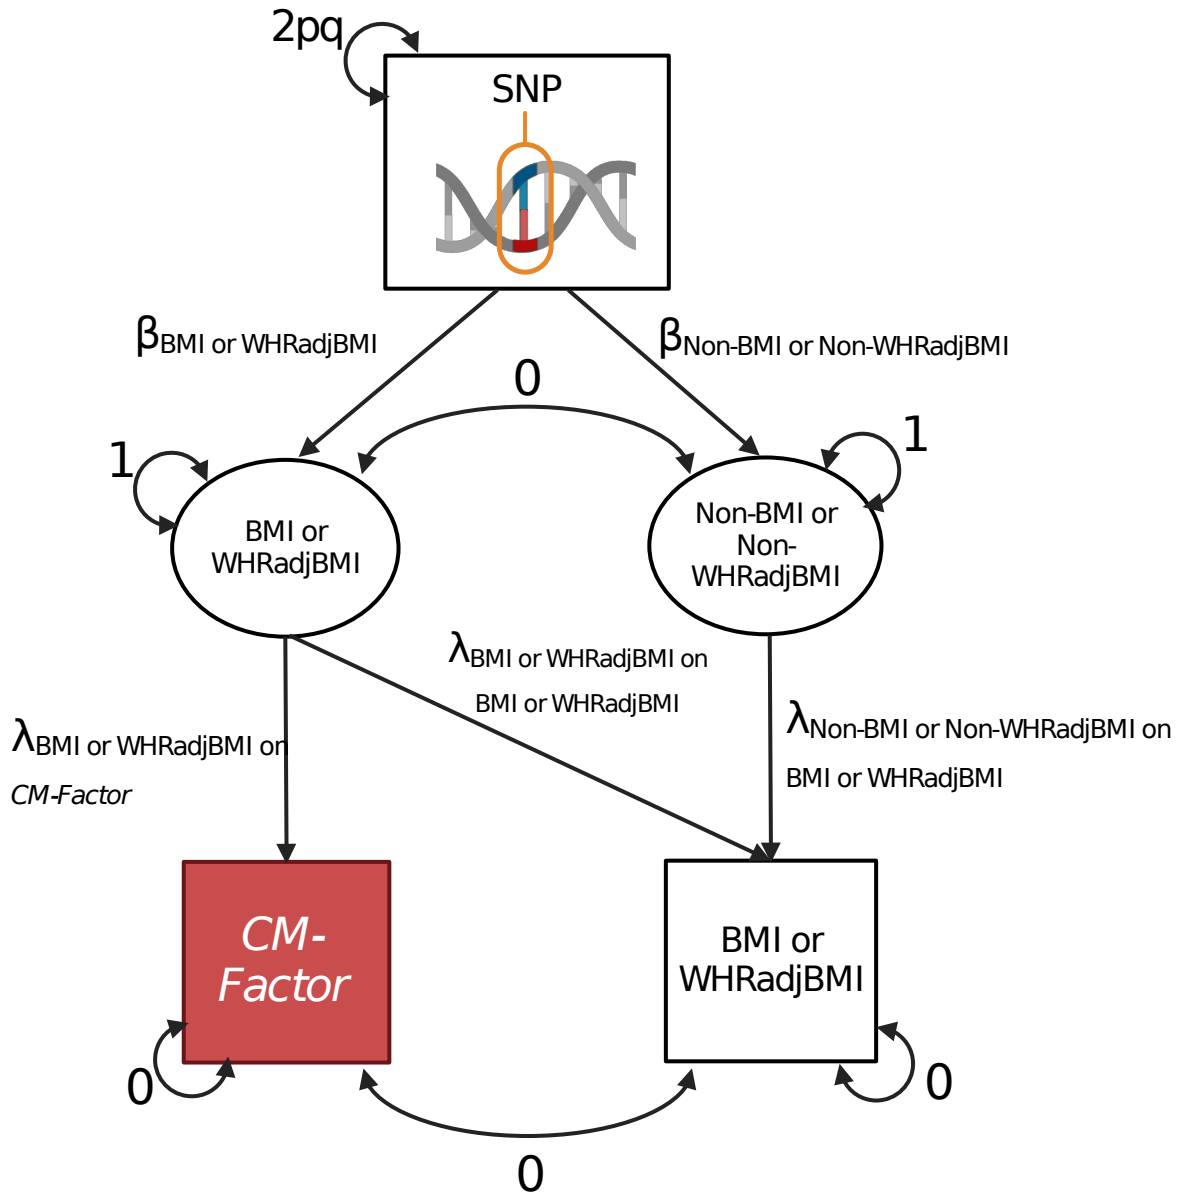 2pq
SNP
βBMI or WHRadjBMI
βNon-BMI or Non-WHRadjBMI
0
1
1
BMI or
WHRadjBMI
Non-BMI or
Non-
WHRadjBMI
λBMI or WHRadjBMI on
BMI or WHRadjBMI
λBMI or WHRadjBMI on
CM-Factor
λNon-BMI or Non-WHRadjBMI on
BMI or WHRadjBMI
CM-
Factor
BMI or
WHRadjBMI
0
0
0